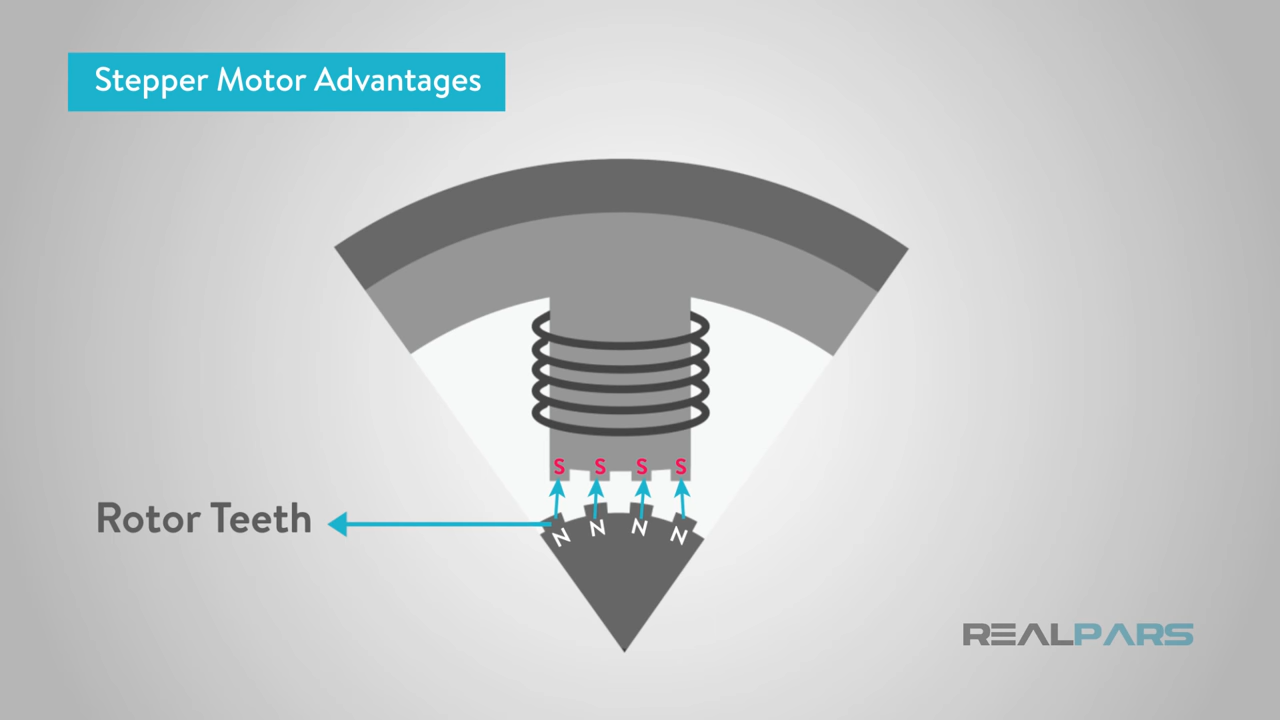 Stepper Motor Advantages
S S S S
N N N N
Rotor Teeth
REALPARS